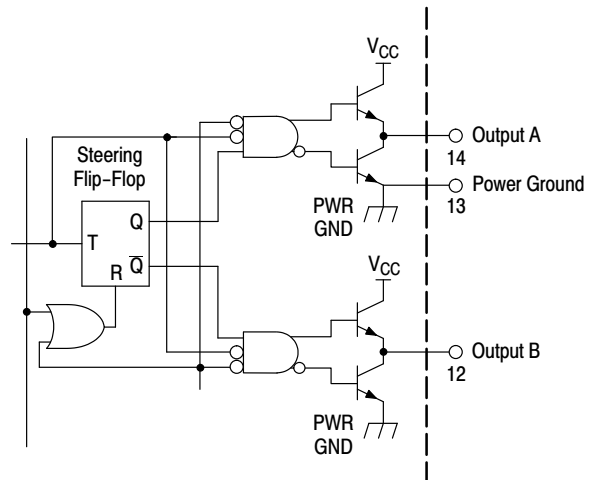 VCC
Output A
14
Steering
Flip-Flop
Power Ground
13
Q
PWR
GND
T
R
Q
VCC
Output B
12
PWR
GND